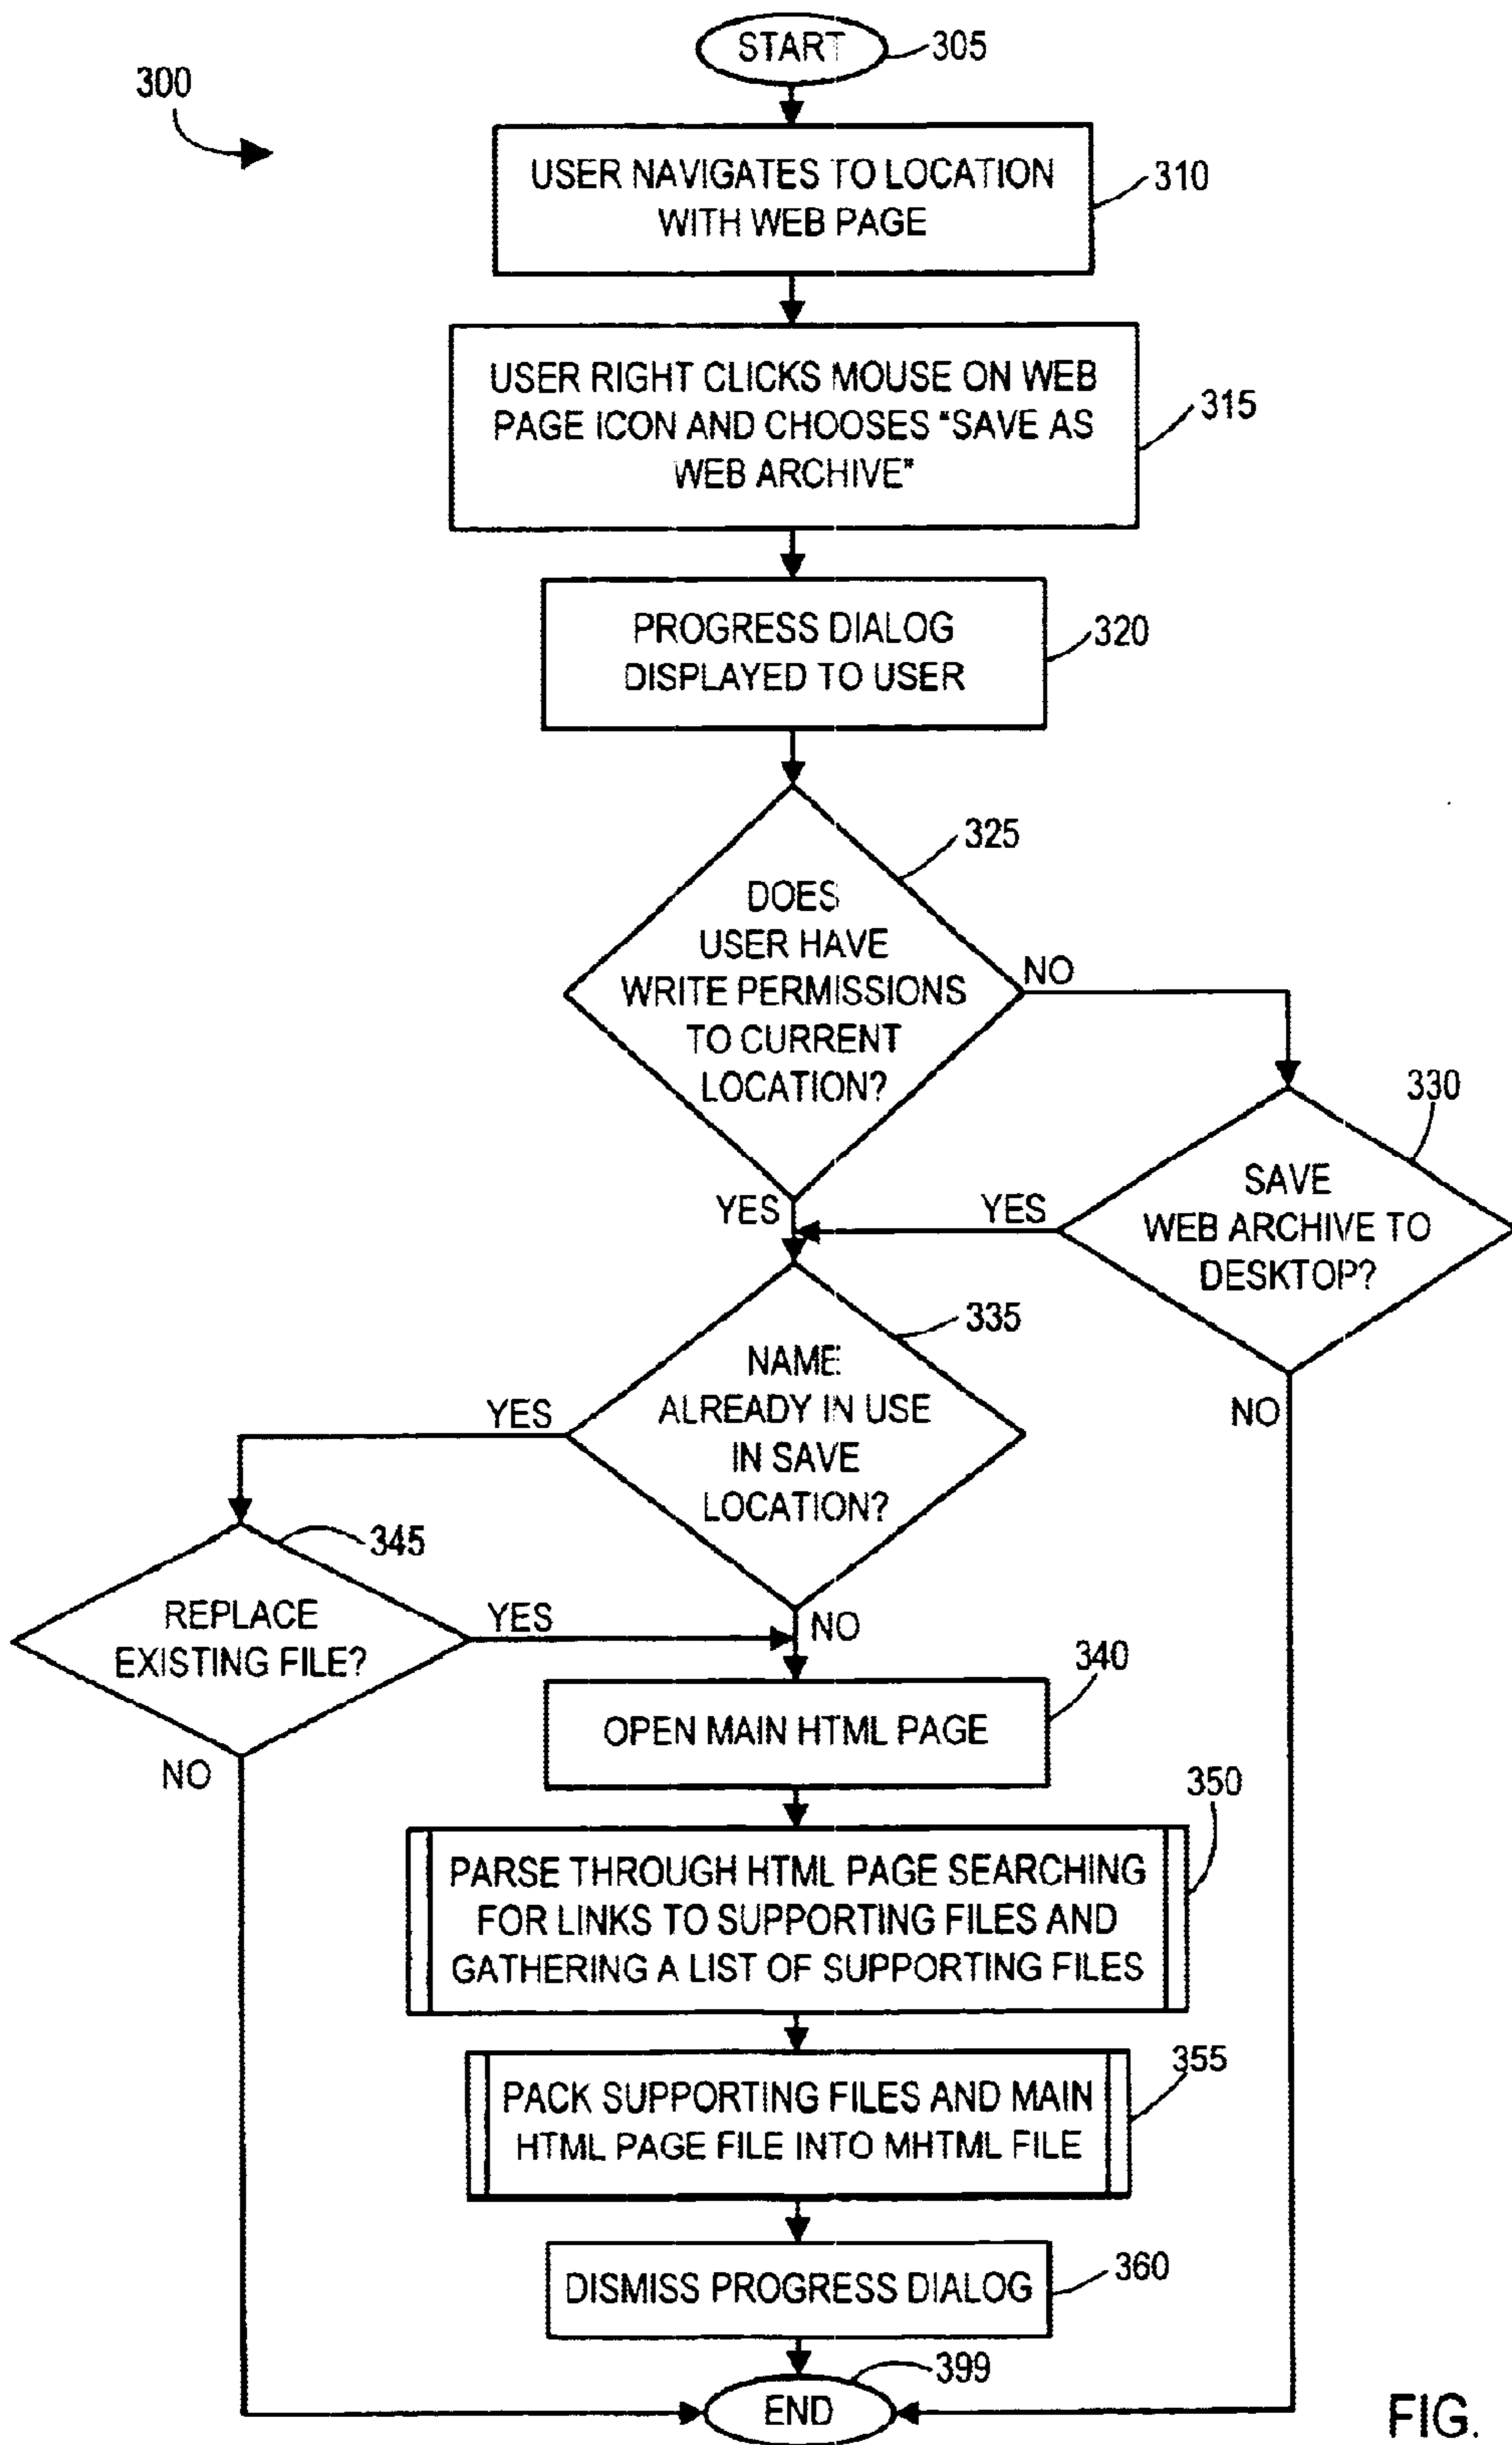 START
305
300
USER NAVIGATES TO LOCATION
WITH WEB PAGE
310
USER RIGHT CLICKS MOUSE ON WEB
PAGE ICON AND CHOOSES "SAVE AS
WEB ARCHIVE"
315
PROGRESS DIALOG
DISPLAYED TO USER
320
325
DOES
USER HAVE
WRITE PERMISSIONS
TO CURRENT
LOCATION?
NO
330
SAVE
WEB ARCHIVE TO
DESKTOP?
YES
YES
NO
335
NAME
ALREADY IN USE
IN SAVE
LOCATION?
YES
345
REPLACE
EXISTING FILE?
YES
NO
NO
340
OPEN MAIN HTML PAGE
350
PARSE THROUGH HTML PAGE SEARCHING
FOR LINKS TO SUPPORTING FILES AND
GATHERING A LIST OF SUPPORTING FILES
355
PACK SUPPORTING FILES AND MAIN
HTML PAGE FILE INTO MHTML FILE
DISMISS PROGRESS DIALOG
360
399
END
FIG.